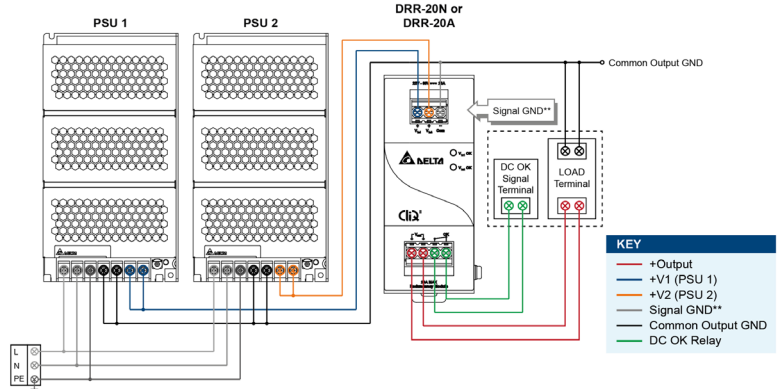 PSU 1
PSU 2
DRR-20N or
DRR-20A
Common Output GND
Signal GND**
DELTA
DC OK
Signal
Terminal
LOAD
Terminal
CliQ
KEY
+Output
+V1 (PSU 1)
+V2 (PSU 2)
Signal GND**
Common Output GND
DC OK Relay
L
N
PE